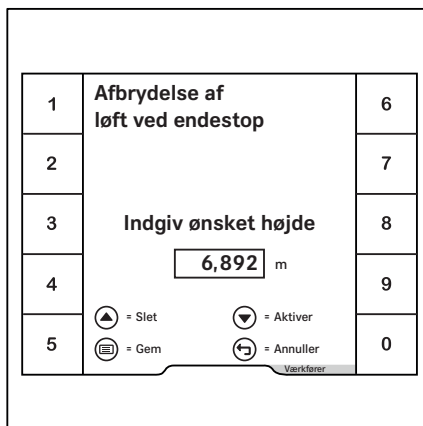 Afbrydelse af
løft ved endestop
1
2
3
4
5
6
7
8
9
0
Indgiv ønsket højde
6,892 m
= Slet
= Aktiver
= Gem
= Annuller
Værkfører